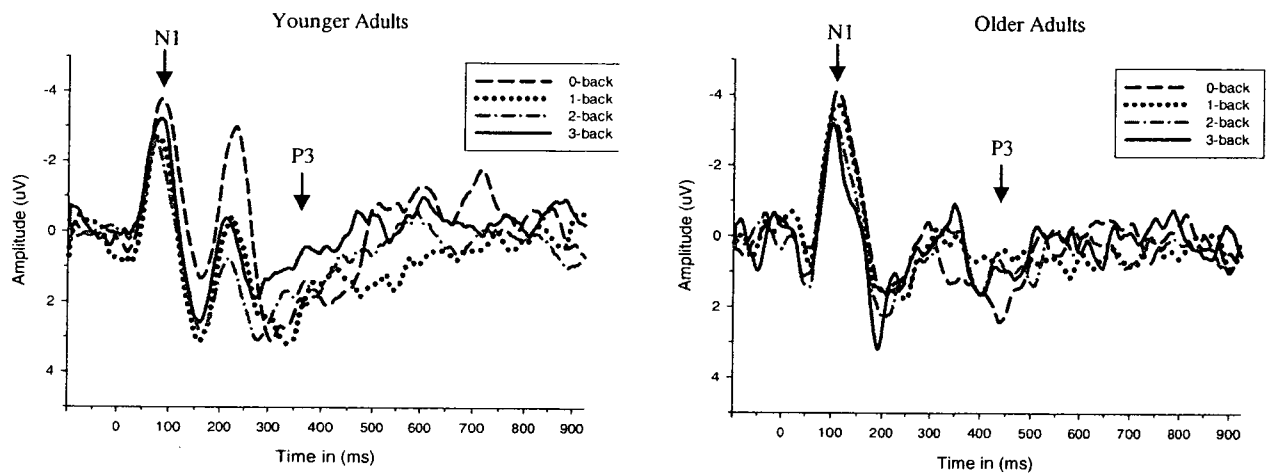 Younger Adults
N1
0-back
1-back
2-back
3-back
P3
-4
-2
0
2
4
Amplitude (uV)
0 100 200 300 400 500 600 700 800 900
Time in (ms)
Older Adults
N1
0-back
1-back
2-back
3-back
P3
-4
-2
0
2
4
Amplitude (uV)
0 100 200 300 400 500 600 700 800 900
Time in (ms)